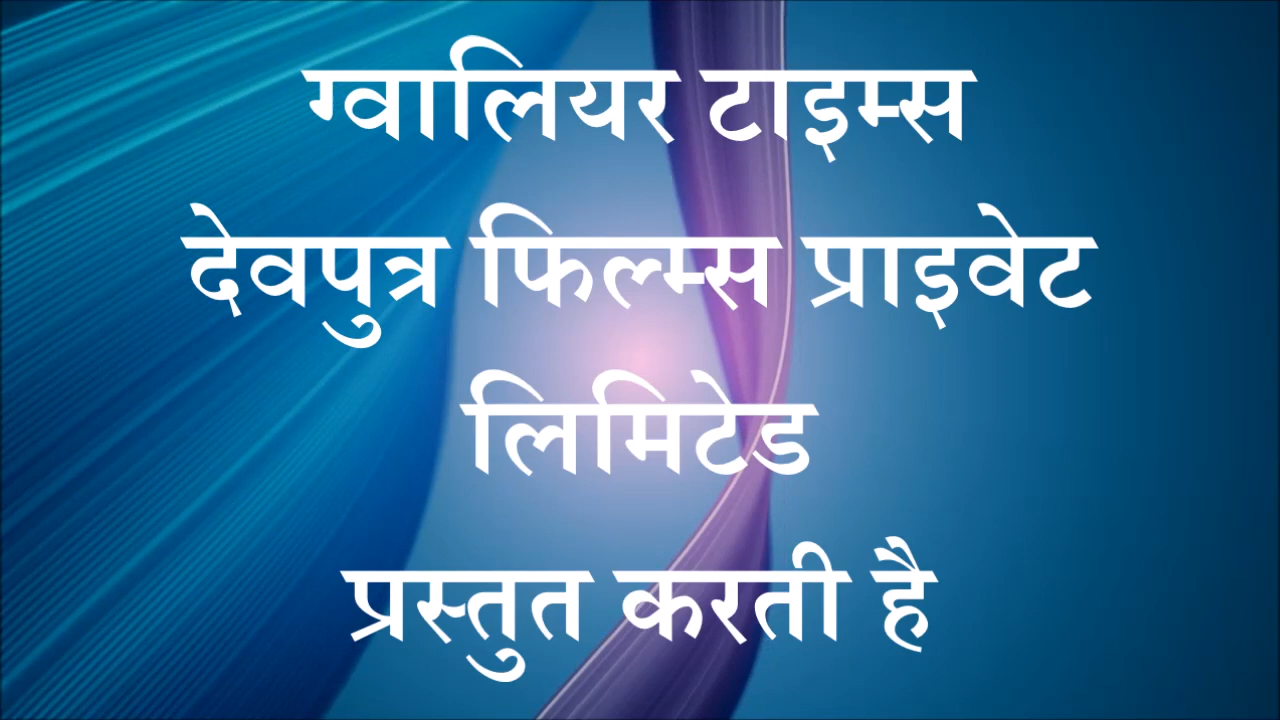 ग्वालियर टाइम्स
देवपुत्र फिल्म्स प्राइवेट
लिमिटेड
प्रस्तुत करती है